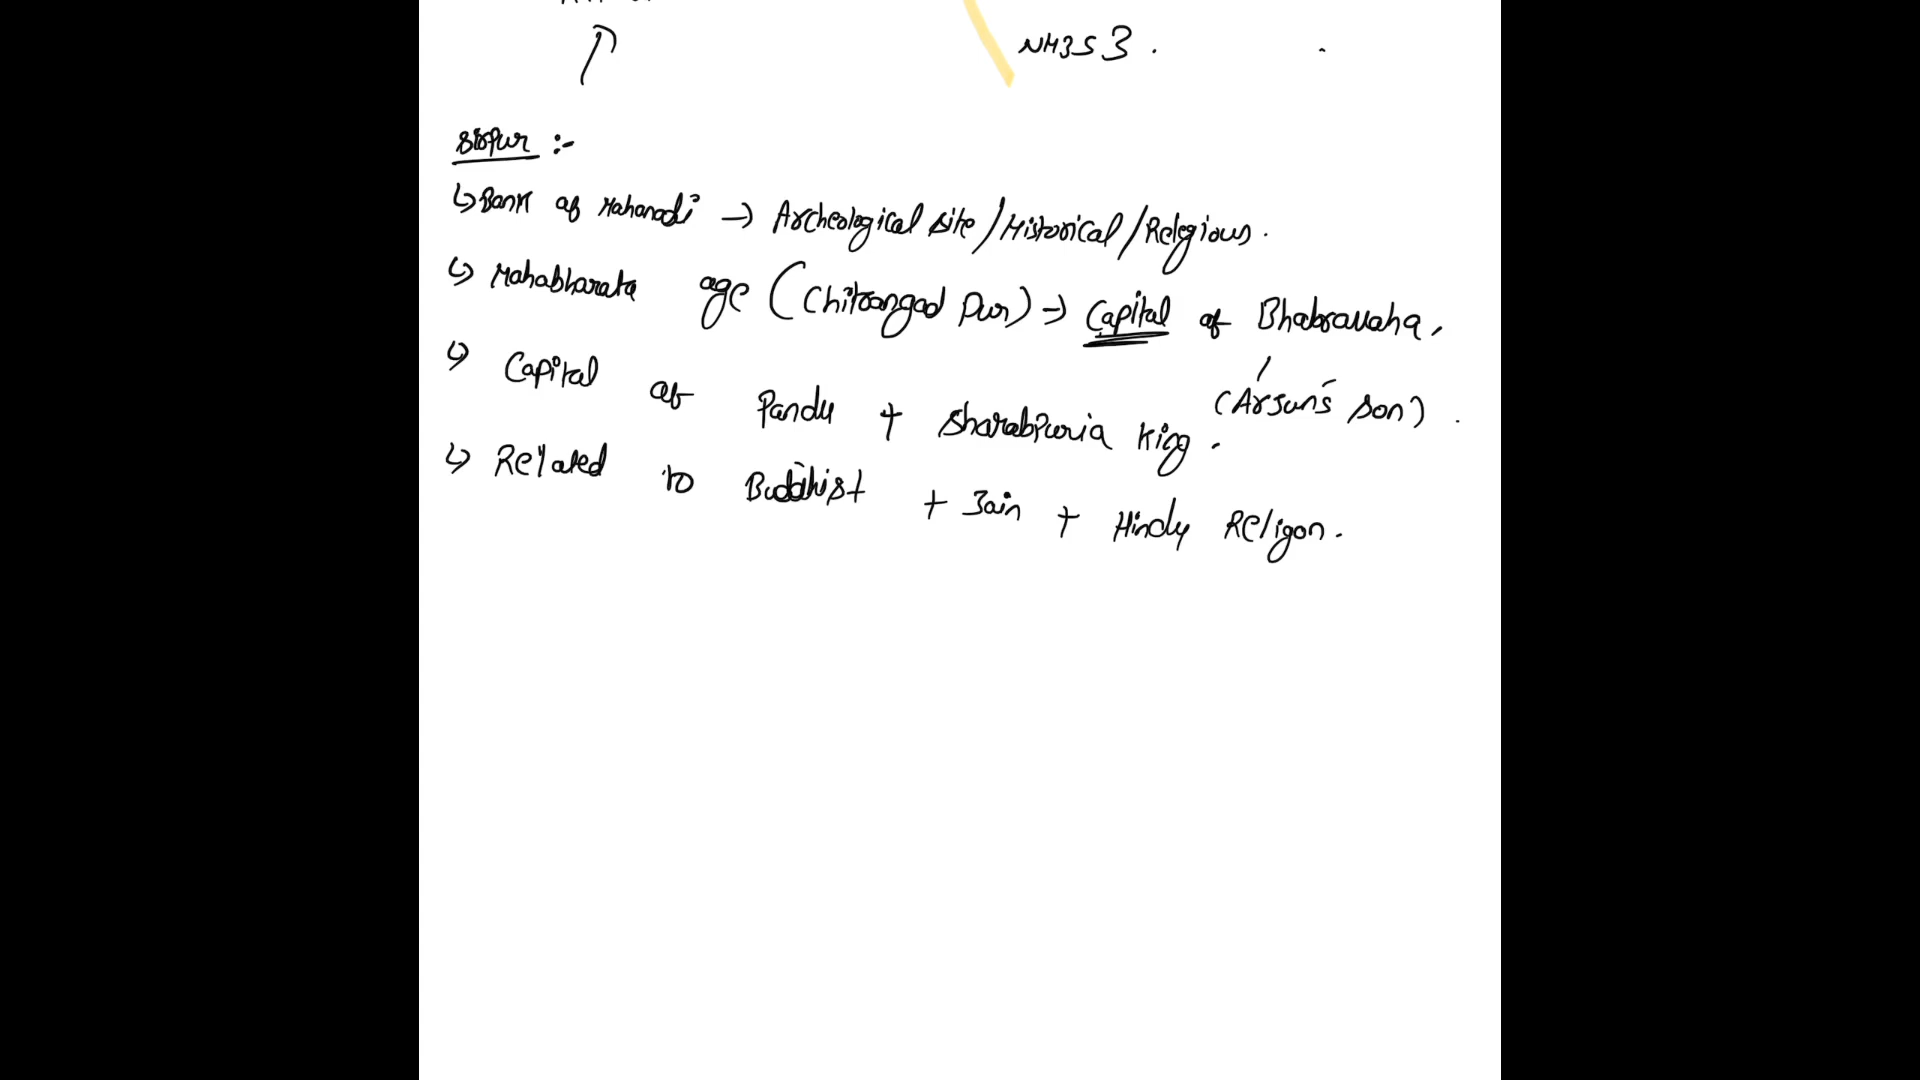 NH353.
Sirpur :-
↳ Bank of Mahanadi → Archeological site/Historical/Relegious.
↳ Mahabharata age (Chitrangad Pur) → Capital of Bhabravaha,
(Arjun's son).
↳ Capital of Pandu + Sharabpuria King.
↳ Related to Buddhist + Jain + Hindu Religon.